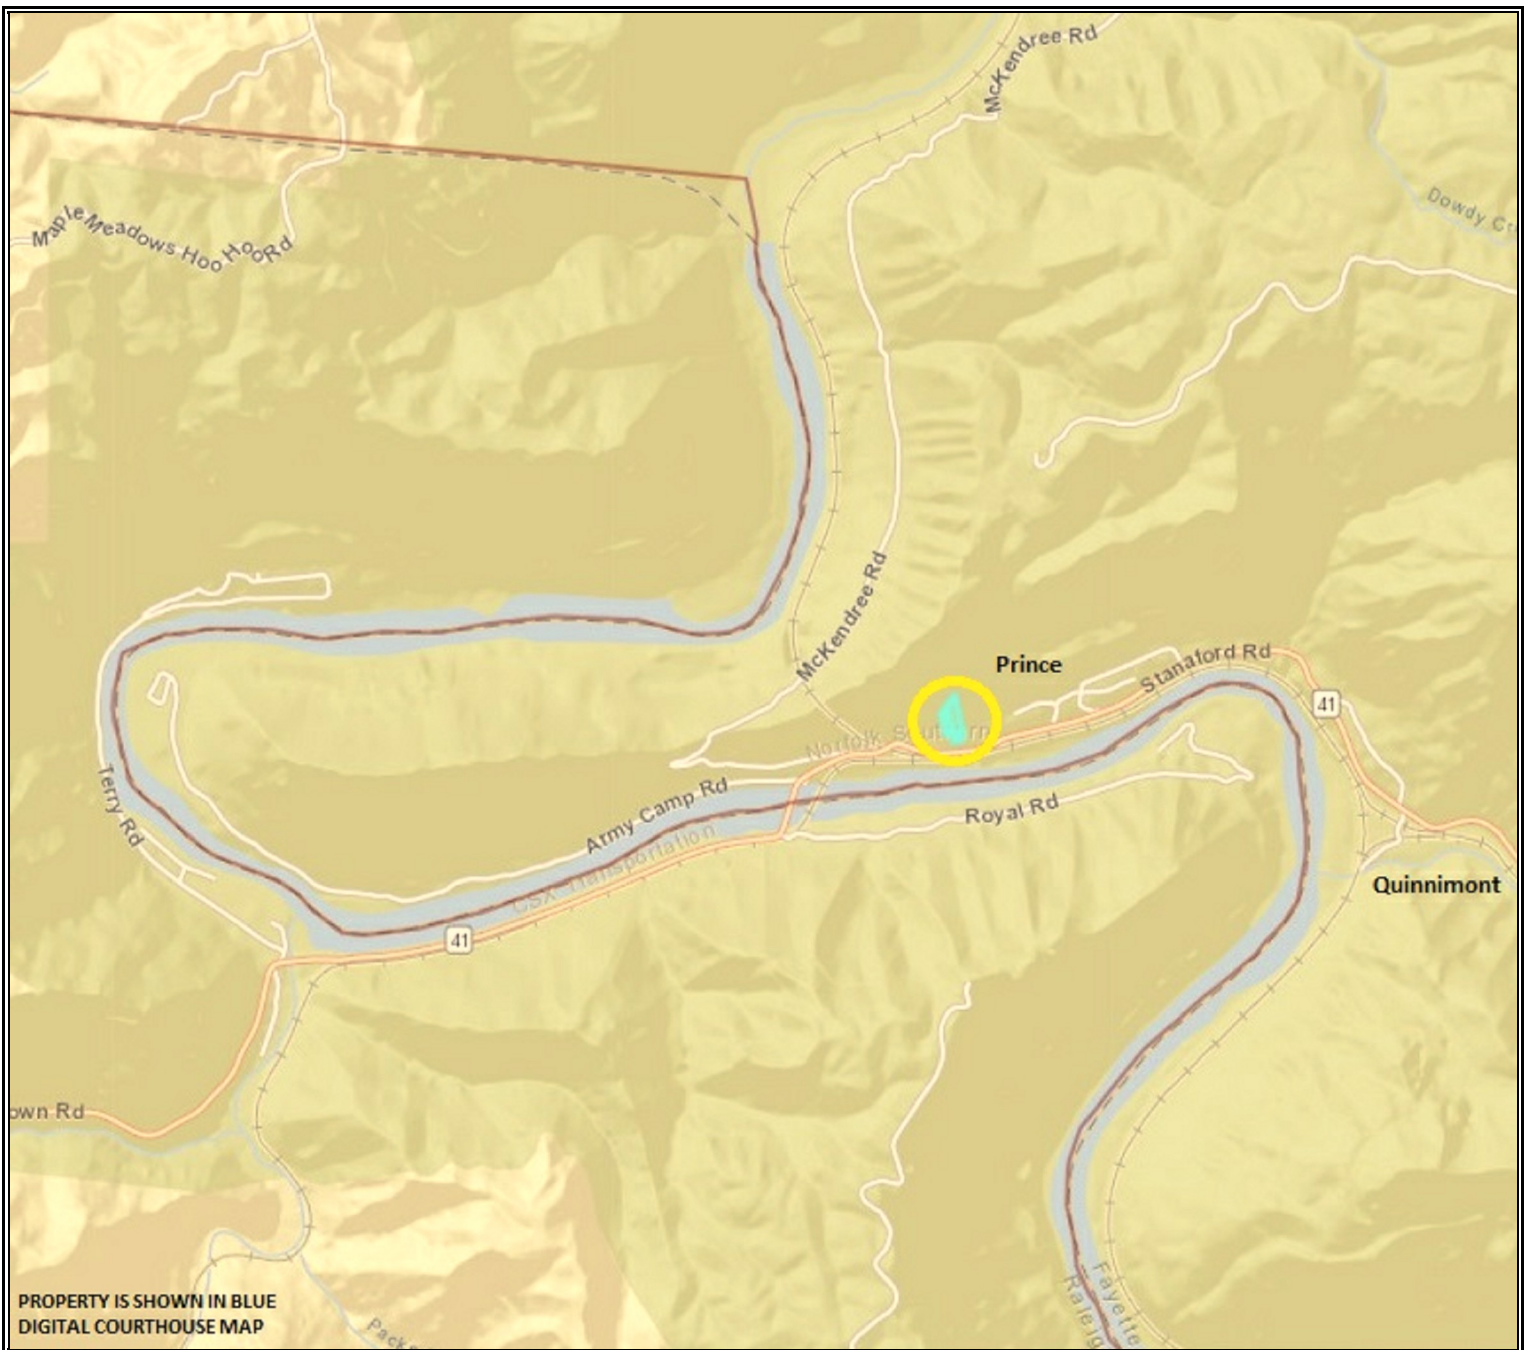 McKendree Rd
Dowdy Cr
Maple Meadows Hoo Hoo Rd
McKendree Rd
Prince
Stanaford Rd
41
Norfolk Southern
Terry Rd
Army Camp Rd
Royal Rd
CSX Transportation
Quinnimont
41
own Rd
Fayette
Raleig
Packe
PROPERTY IS SHOWN IN BLUE
DIGITAL COURTHOUSE MAP